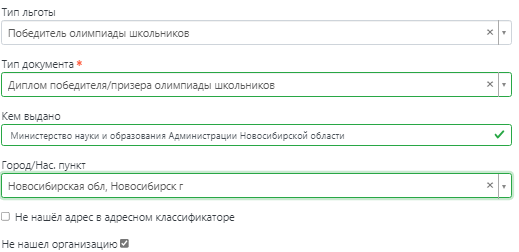 Тип льготы
Победитель олимпиады школьников
Тип документа *
Диплом победителя/призера олимпиады школьников
Кем выдано
Министерство науки и образования Администрации Новосибирской области
Город/Нас. пункт
Новосибирская обл, Новосибирск г
Не нашёл адрес в адресном классификаторе
Не нашел организацию